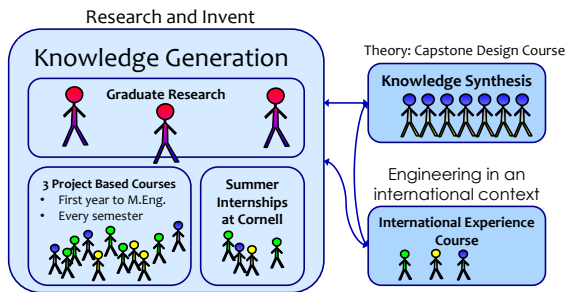 Research and Invent
Knowledge Generation
Graduate Research
3 Project Based Courses
• First year to M.Eng.
• Every semester
Summer
Internships
at Cornell
Theory: Capstone Design Course
Knowledge Synthesis
Engineering in an
international context
International Experience
Course